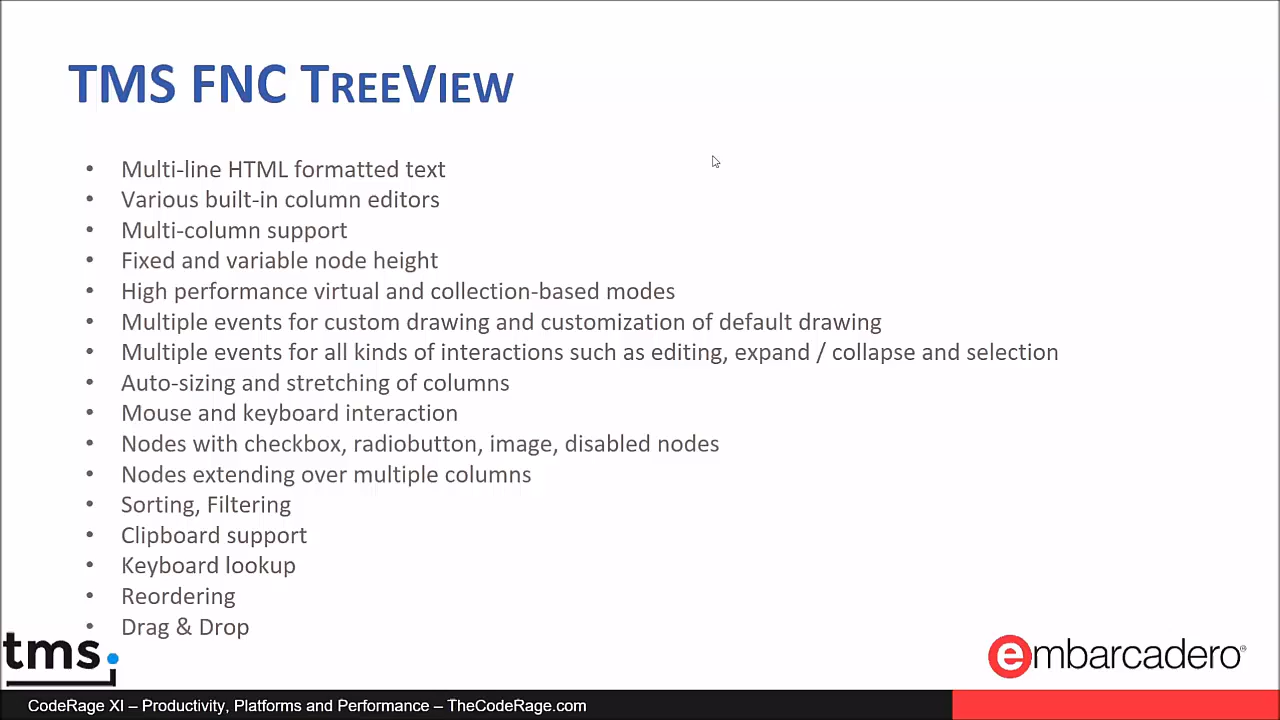 TMS FNC TREEVIEW
• Multi-line HTML formatted text
• Various built-in column editors
• Multi-column support
• Fixed and variable node height
• High performance virtual and collection-based modes
• Multiple events for custom drawing and customization of default drawing
• Multiple events for all kinds of interactions such as editing, expand / collapse and selection
• Auto-sizing and stretching of columns
• Mouse and keyboard interaction
• Nodes with checkbox, radiobutton, image, disabled nodes
• Nodes extending over multiple columns
• Sorting, Filtering
• Clipboard support
• Keyboard lookup
• Reordering
• Drag & Drop
tms.
embarcadero®
CodeRage XI – Productivity, Platforms and Performance – TheCodeRage.com